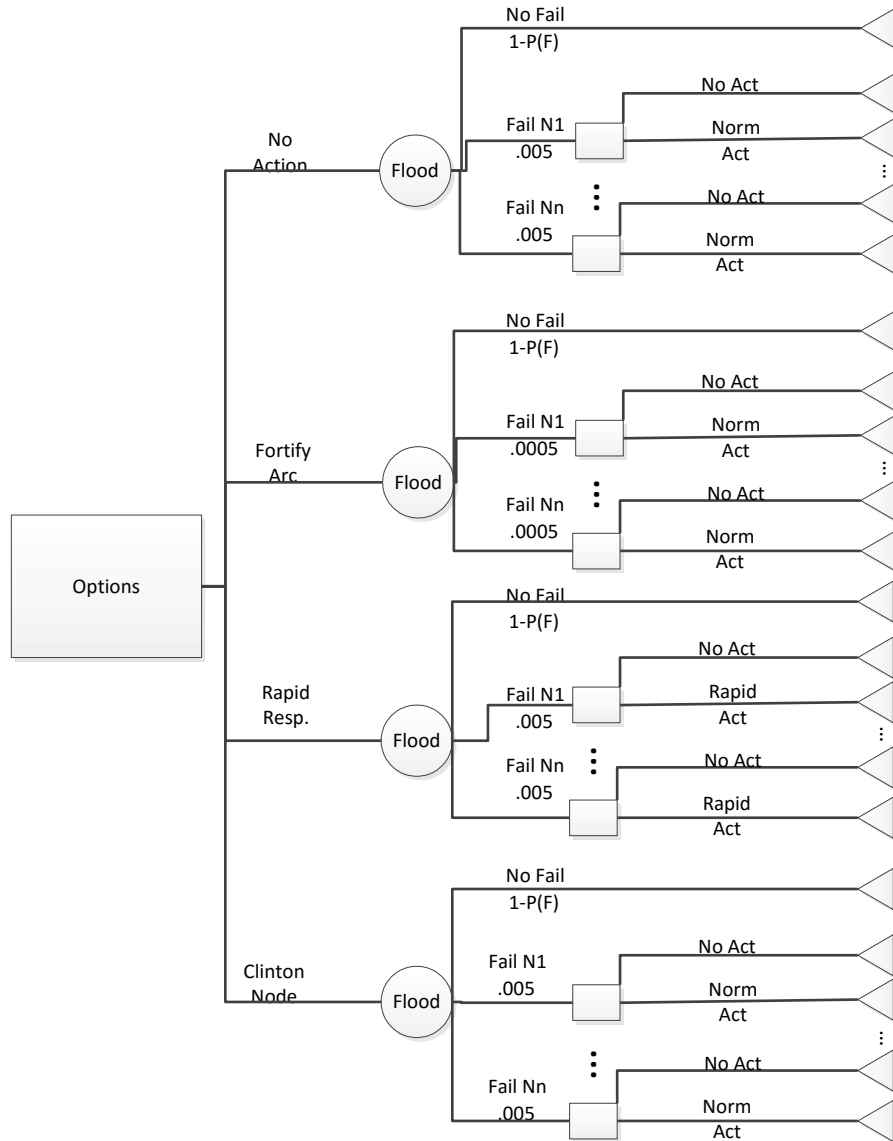 No Fail
1-P(F)
No Act
Fail N1
.005
Norm
Act
No
Action
Flood
...
Fail Nn
.005
...
No Act
Norm
Act
No Fail
1-P(F)
No Act
Fail N1
.0005
Norm
Act
Fortify
Arc
Flood
...
Fail Nn
.0005
...
No Act
Norm
Act
Options
No Fail
1-P(F)
No Act
Fail N1
.005
Rapid
Act
Rapid
Resp.
Flood
...
Fail Nn
.005
...
No Act
Rapid
Act
No Fail
1-P(F)
No Act
Fail N1
.005
Norm
Act
Clinton
Node
Flood
...
Fail Nn
.005
...
No Act
Norm
Act